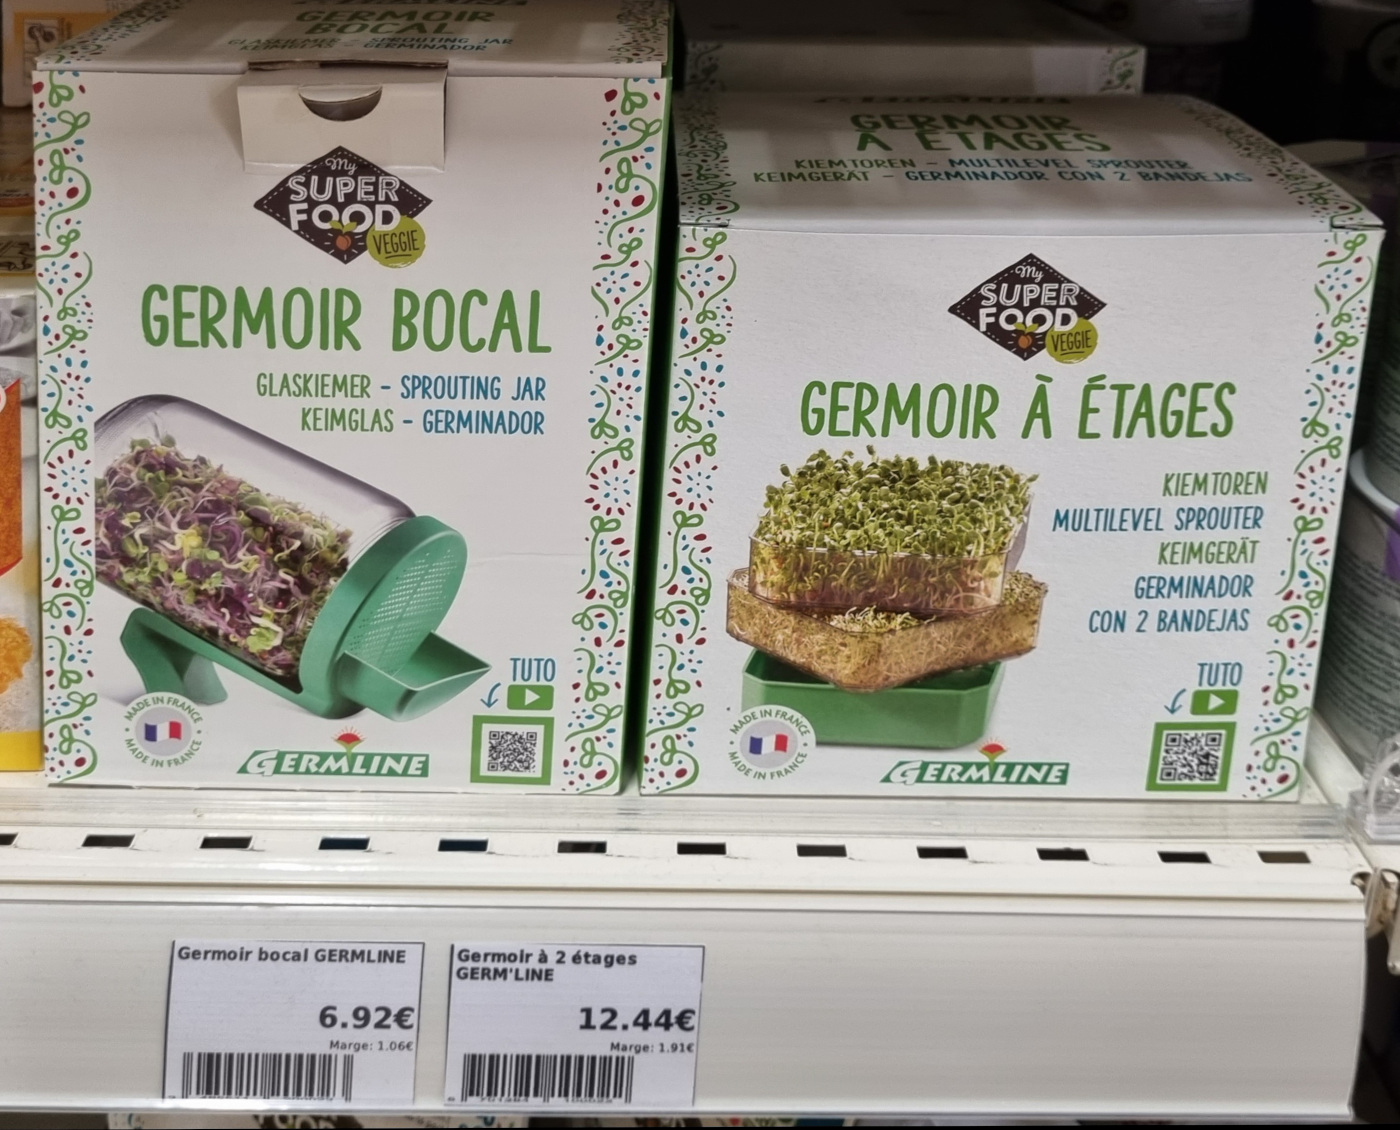 GERMOIR
BOCAL
GLASKIEMER - SPROUTING JAR
KEIMGLAS - GERMINADOR
My
SUPER
FOOD
VEGGIE
GERMOIR BOCAL
GLASKIEMER - SPROUTING JAR
KEIMGLAS - GERMINADOR
TUTO
MADE IN FRANCE
MADE IN FRANCE
GERMLINE
GERMOIR
À ÉTAGES
KIEMTOREN - MULTILEVEL SPROUTER
KEIMGERÄT - GERMINADOR CON 2 BANDEJAS
My
SUPER
FOOD
VEGGIE
GERMOIR À ÉTAGES
KIEMTOREN
MULTILEVEL SPROUTER
KEIMGERÄT
GERMINADOR
CON 2 BANDEJAS
TUTO
MADE IN FRANCE
MADE IN FRANCE
GERMLINE
Germoir bocal GERMLINE
6.92€
Marge: 1.06€
Germoir à 2 étages
GERM'LINE
12.44€
Marge: 1.91€